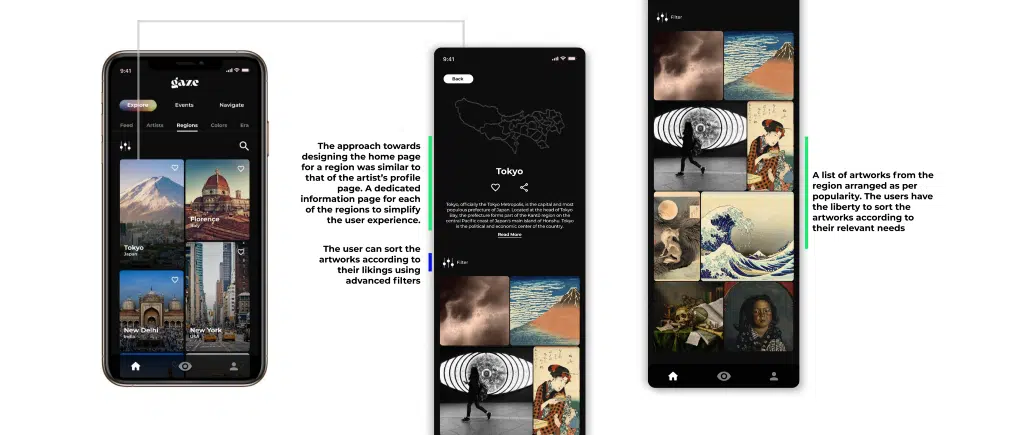 9:41
gaze
Explore Events Navigate
Feed Artists Regions Colors Era
Tokyo
Japan
Florence
Italy
New Delhi
India
New York
USA
The approach towards
designing the home page
for a region was similar to
that of the artist's profile
page. A dedicated
information page for each
of the regions to simplify
the user experience.
The user can sort the
artworks according to
their likings using
advanced filters
9:41
Back
Tokyo
Tokyo, officially the Tokyo Metropolis, is the capital and most
populous prefecture of Japan. Located at the head of Tokyo
Bay, the prefecture forms part of the Kantō region on the
central Pacific coast of Japan's main island of Honshu. Tokyo
is the political and economic center of the country.
Read More
Filter
Filter
A list of artworks from the
region arranged as per
popularity. The users have
the liberty to sort the
artworks according to
their relevant needs